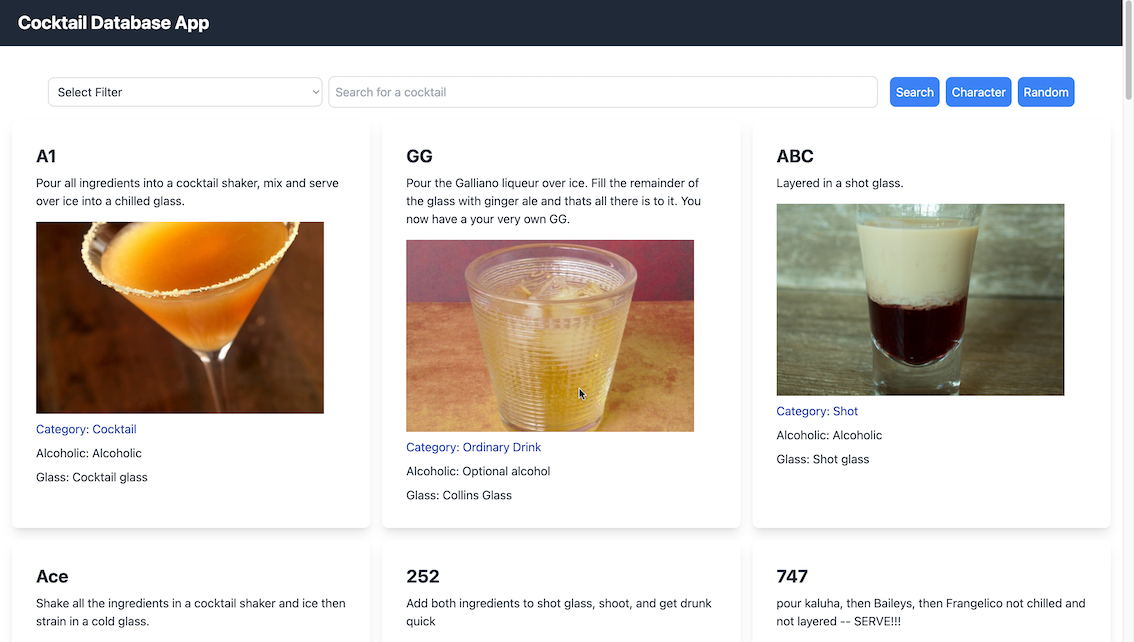 Cocktail Database App
Select Filter
Search for a cocktail
Search
Character
Random
A1
Pour all ingredients into a cocktail shaker, mix and serve
over ice into a chilled glass.
Category: Cocktail
Alcoholic: Alcoholic
Glass: Cocktail glass
GG
Pour the Galliano liqueur over ice. Fill the remainder of
the glass with ginger ale and thats all there is to it. You
now have a your very own GG.
Category: Ordinary Drink
Alcoholic: Optional alcohol
Glass: Collins Glass
ABC
Layered in a shot glass.
Category: Shot
Alcoholic: Alcoholic
Glass: Shot glass
Ace
Shake all the ingredients in a cocktail shaker and ice then
strain in a cold glass.
252
Add both ingredients to shot glass, shoot, and get drunk
quick
747
pour kaluha, then Baileys, then Frangelico not chilled and
not layered -- SERVE!!!